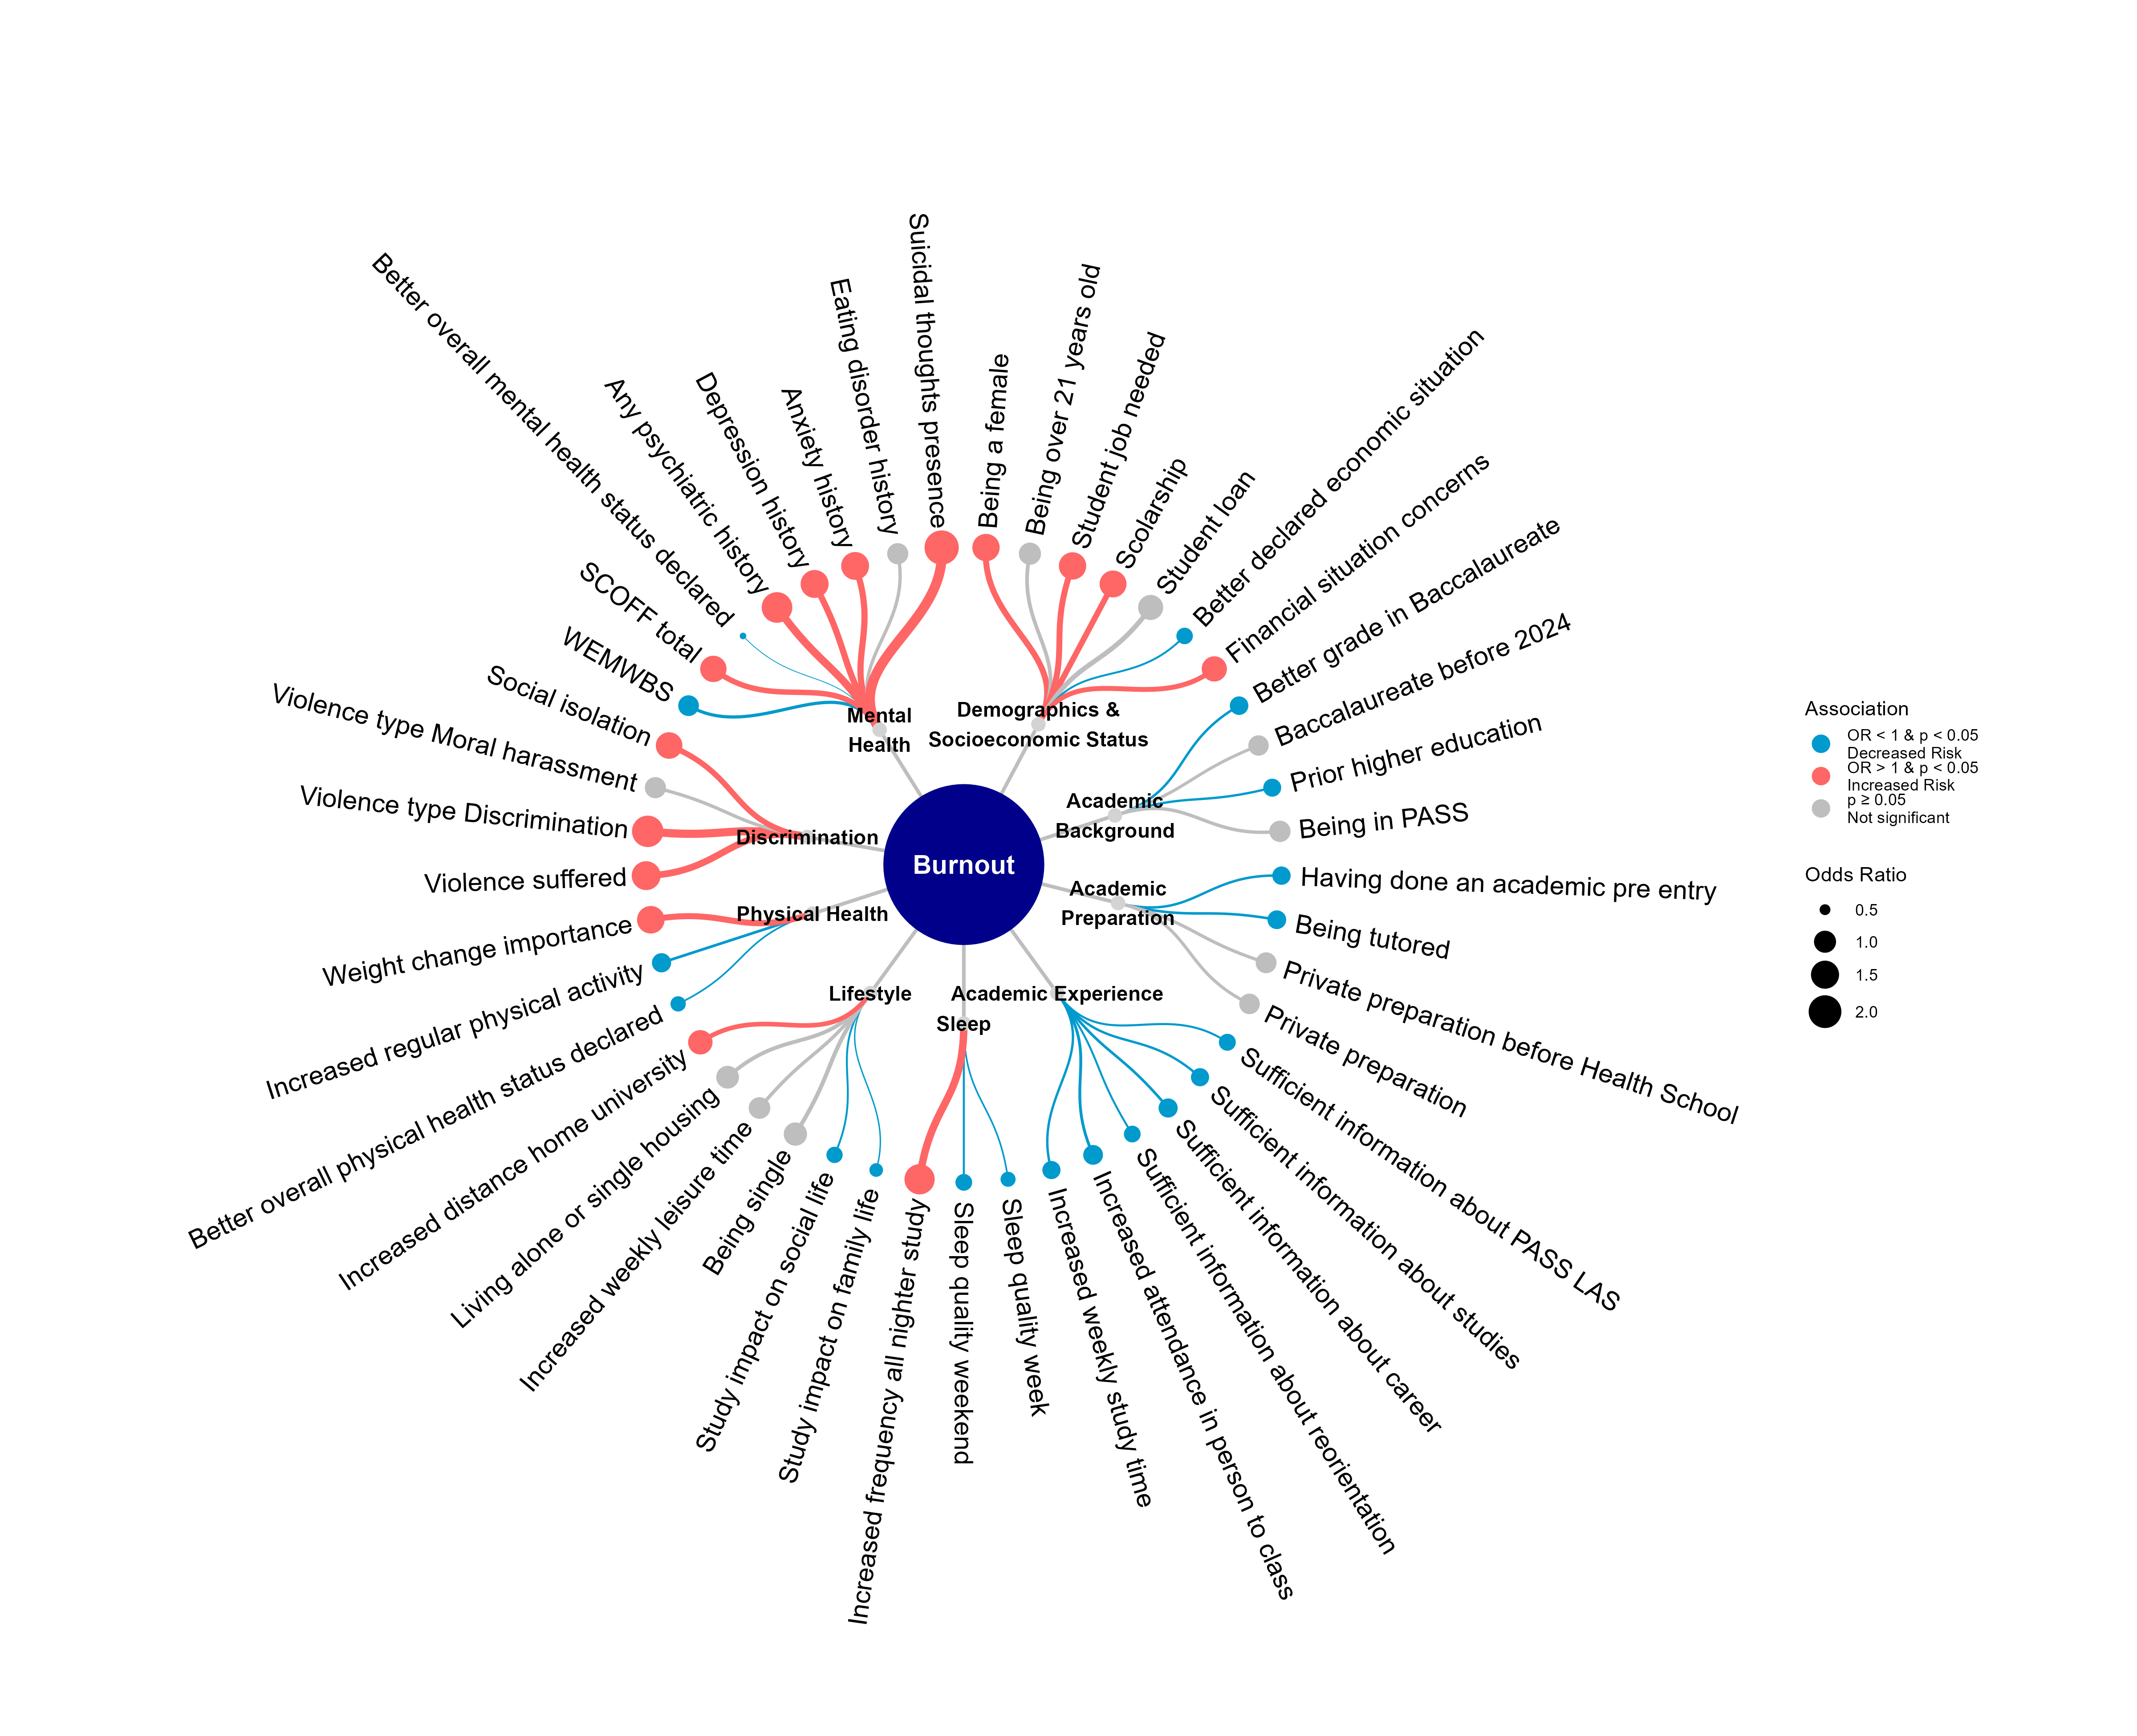 Suicidal thoughts presence
Eating disorder history
Anxiety history
Depression history
Any psychiatric history
Better overall mental health status declared
SCOFF total
WEMWBS
Social isolation
Violence type Moral harassment
Violence type Discrimination
Violence suffered
Weight change importance
Increased regular physical activity
Better overall physical health status declared
Increased distance home university
Living alone or single housing
Increased weekly leisure time
Being single
Study impact on social life
Study impact on family life
Increased frequency all nighter study
Sleep quality weekend
Sleep quality week
Increased weekly study time
Increased attendance in person to class
Sufficient information about reorientation
Sufficient information about career
Sufficient information about studies
Sufficient information about PASS LAS
Private preparation
Private preparation before Health School
Being tutored
Having done an academic pre entry
Being in PASS
Prior higher education
Baccalaureate before 2024
Better grade in Baccalaureate
Financial situation concerns
Better declared economic situation
Student loan
Scolarship
Student job needed
Being over 21 years old
Being a female
Mental
Health
Demographics &
Socioeconomic Status
Academic
Background
Academic
Preparation
Academic Experience
Sleep
Lifestyle
Physical Health
Discrimination
Burnout
Association
OR < 1 & p < 0.05
Decreased Risk
OR > 1 & p < 0.05
Increased Risk
p ≥ 0.05
Not significant
Odds Ratio
0.5
1.0
1.5
2.0